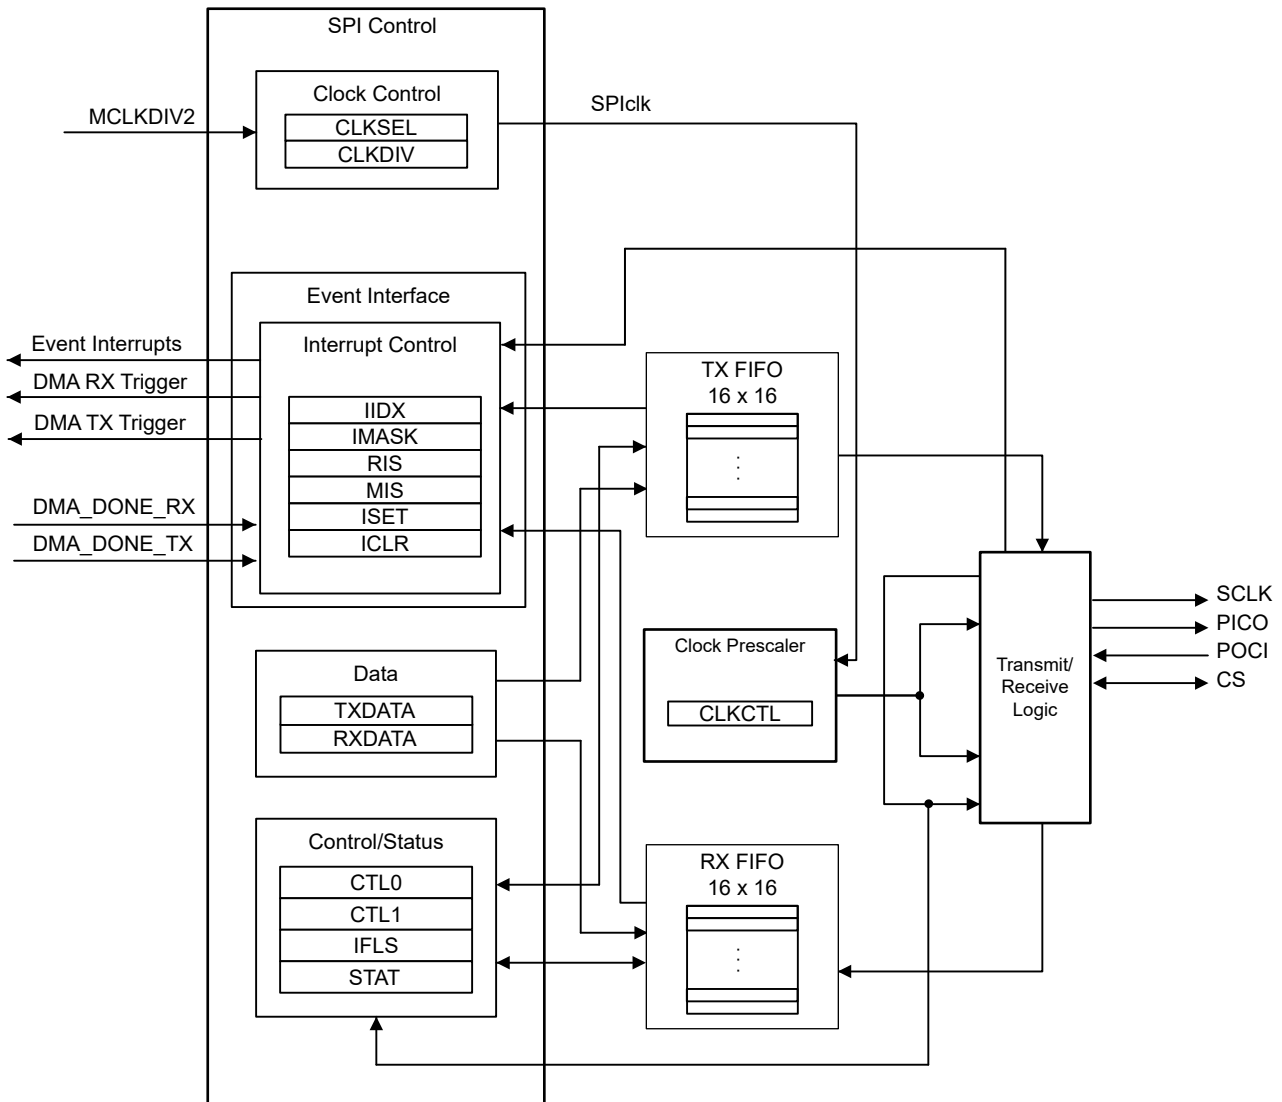 SPI Control
Clock Control
CLKSEL
CLKDIV
MCLKDIV2
SPIclk
Event Interface
Interrupt Control
IIDX
IMASK
RIS
MIS
ISET
ICLR
Event Interrupts
DMA RX Trigger
DMA TX Trigger
DMA_DONE_RX
DMA_DONE_TX
TX FIFO
16 x 16
Data
TXDATA
RXDATA
Clock Prescaler
CLKCTL
Transmit/
Receive
Logic
SCLK
PICO
POCI
CS
Control/Status
CTL0
CTL1
IFLS
STAT
RX FIFO
16 x 16